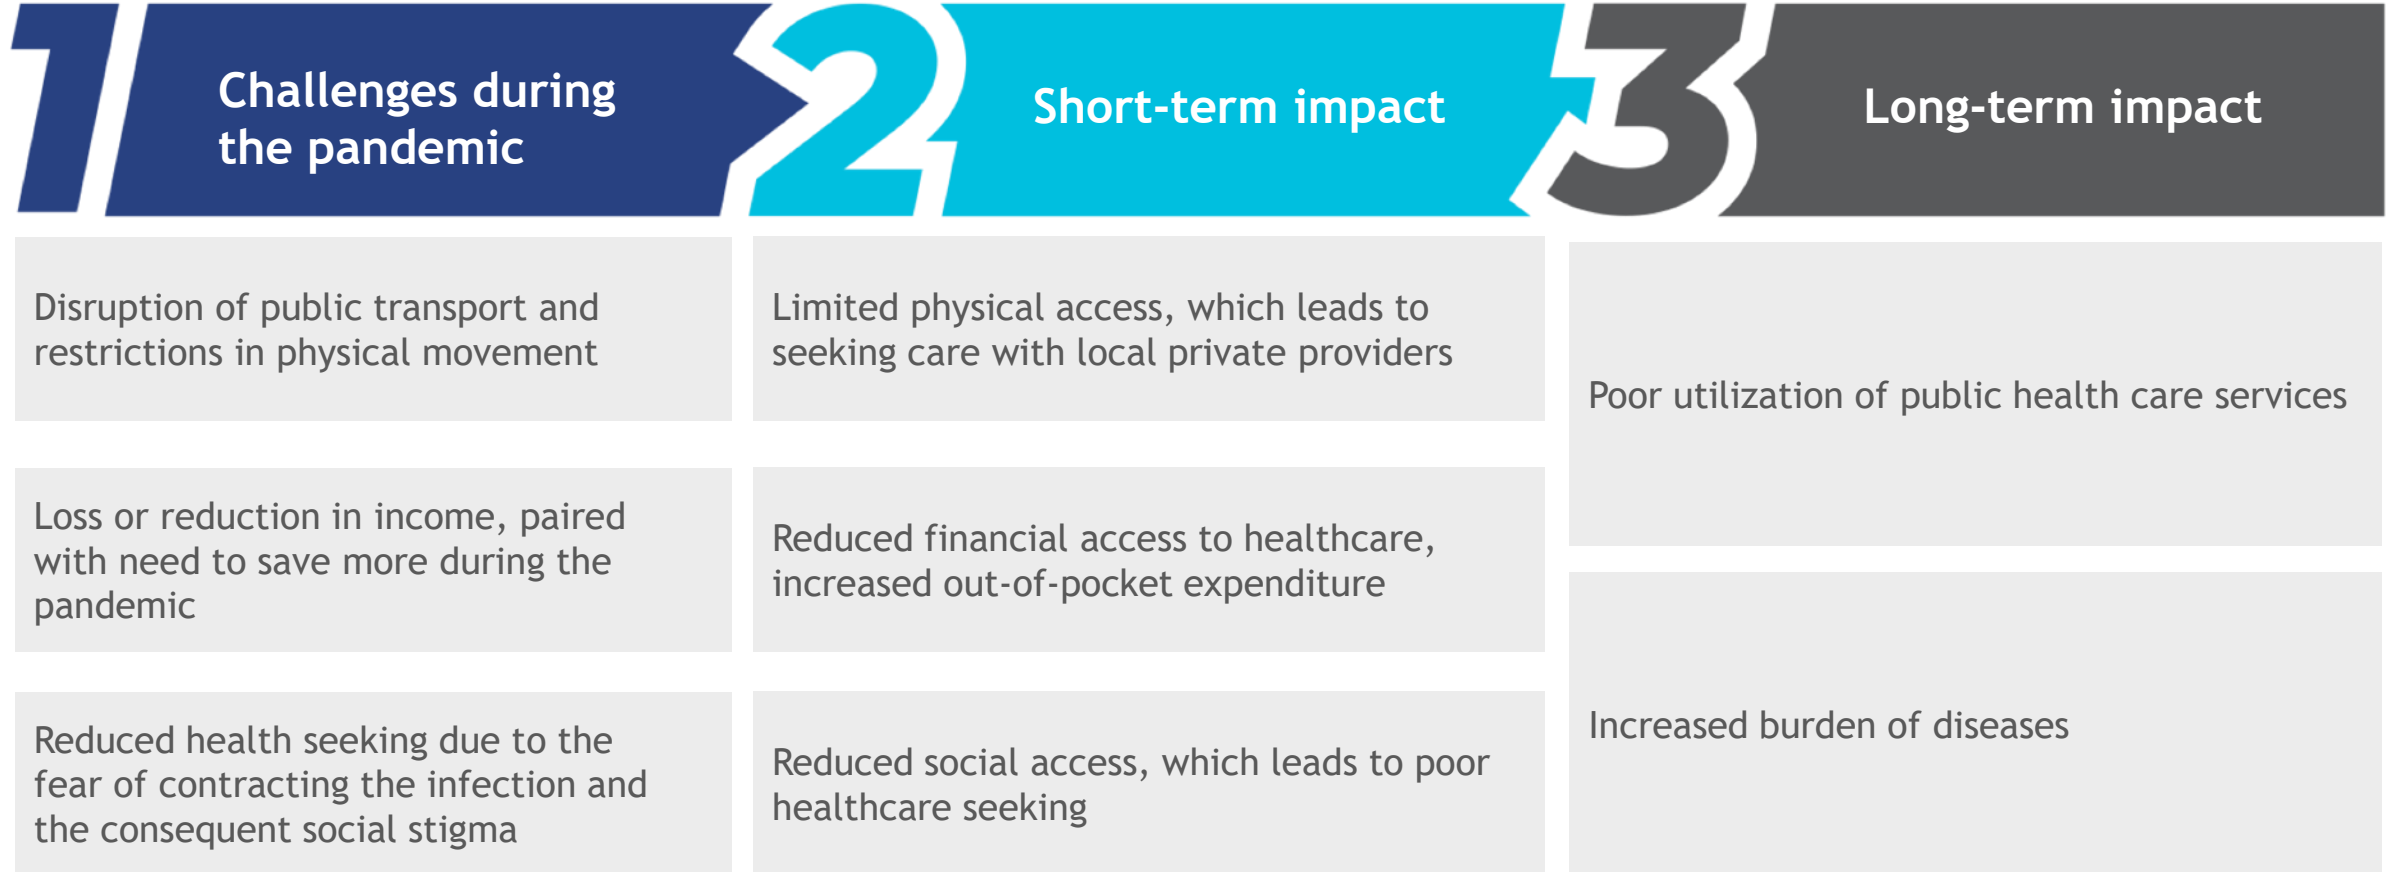 1
Challenges during
the pandemic
2
Short-term impact
3
Long-term impact
Disruption of public transport and
restrictions in physical movement
Limited physical access, which leads to
seeking care with local private providers
Poor utilization of public health care services
Loss or reduction in income, paired
with need to save more during the
pandemic
Reduced financial access to healthcare,
increased out-of-pocket expenditure
Increased burden of diseases
Reduced health seeking due to the
fear of contracting the infection and
the consequent social stigma
Reduced social access, which leads to poor
healthcare seeking